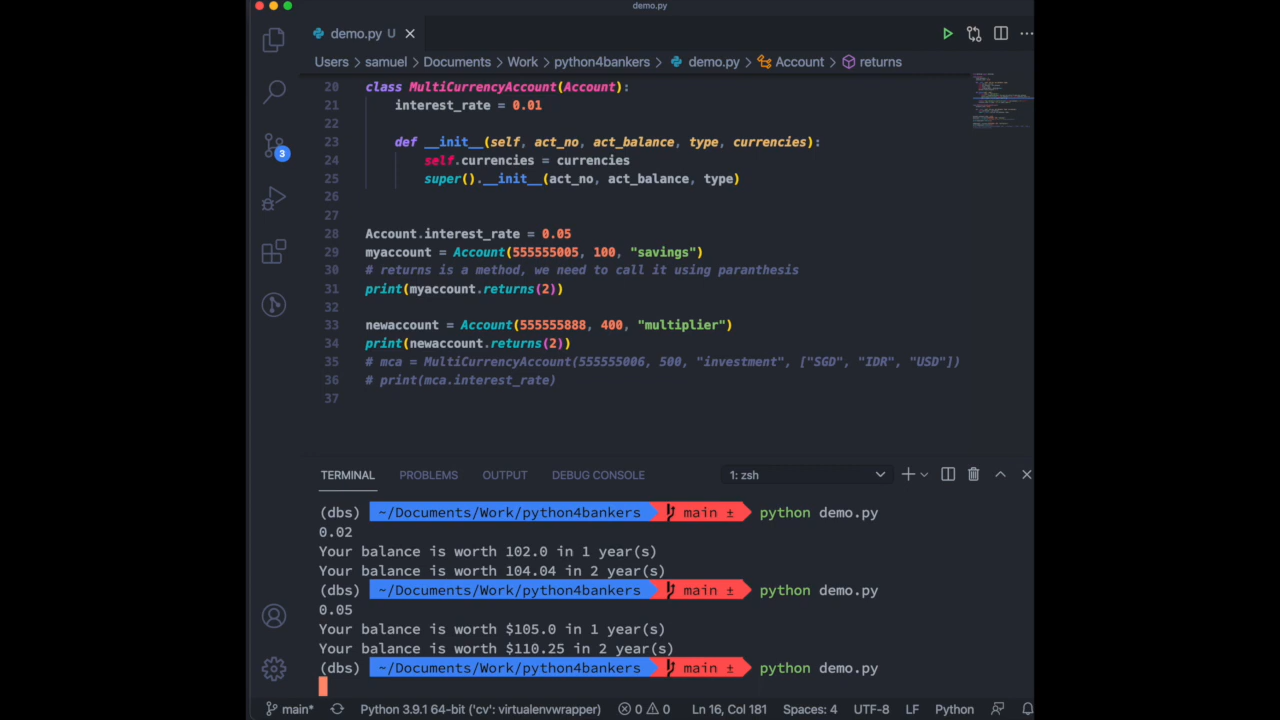 demo.py
demo.py U
Users > samuel > Documents > Work > python4bankers > demo.py > Account > returns
20 class MultiCurrencyAccount(Account):
21 interest_rate = 0.01
22
23 def __init__(self, act_no, act_balance, type, currencies):
24 self.currencies = currencies
25 super().__init__(act_no, act_balance, type)
26
27
28 Account.interest_rate = 0.05
29 myaccount = Account(555555005, 100, "savings")
30 # returns is a method, we need to call it using paranthesis
31 print(myaccount.returns(2))
32
33 newaccount = Account(555555888, 400, "multiplier")
34 print(newaccount.returns(2))
35 # mca = MultiCurrencyAccount(555555006, 500, "investment", ["SGD", "IDR", "USD"])
36 # print(mca.interest_rate)
37
3
TERMINAL PROBLEMS OUTPUT DEBUG CONSOLE 1: zsh
(dbs) ~/Documents/Work/python4bankers main ± python demo.py
0.02
Your balance is worth 102.0 in 1 year(s)
Your balance is worth 104.04 in 2 year(s)
(dbs) ~/Documents/Work/python4bankers main ± python demo.py
0.05
Your balance is worth $105.0 in 1 year(s)
Your balance is worth $110.25 in 2 year(s)
(dbs) ~/Documents/Work/python4bankers main ± python demo.py
main* Python 3.9.1 64-bit ('cv': virtualenvwrapper) 0 0 Ln 16, Col 181 Spaces: 4 UTF-8 LF Python